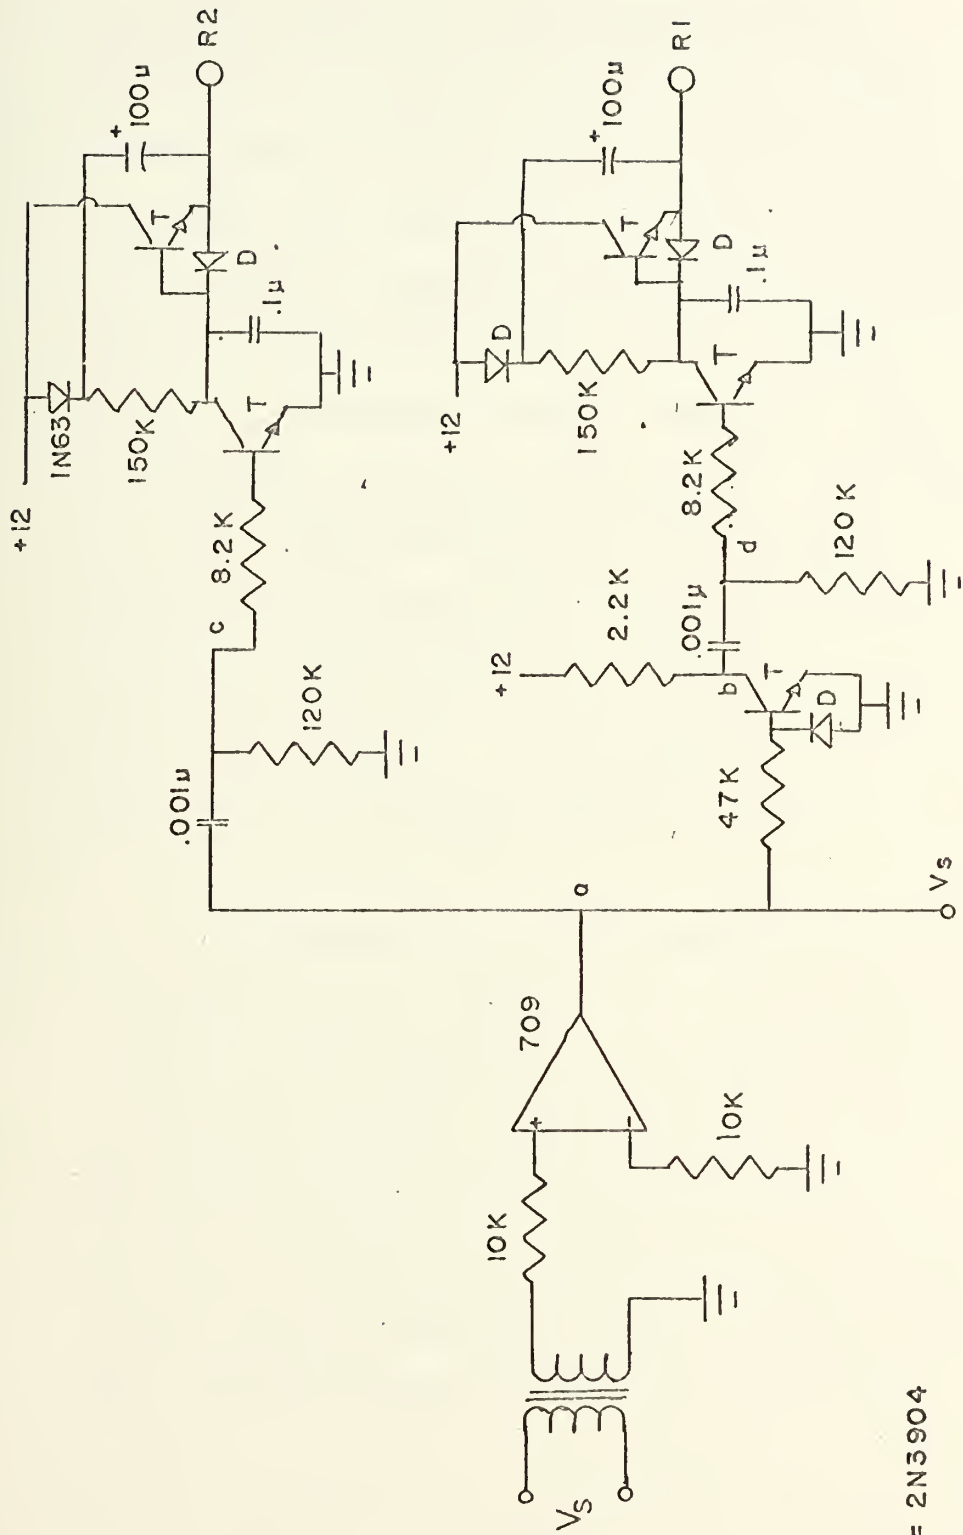 +12
1N63
150K
T
D
T
+100µ
R2
.1µ
8.2K
c
120K
.001µ
+12
D
150K
T
D
T
+100µ
R1
.1µ
8.2K
d
120K
+12
2.2K
.001µ
b
T
D
47K
a
Vs
709
+
-
10K
10K
Vs
= 2N3904